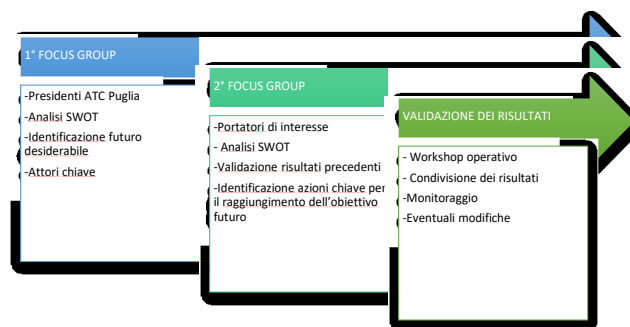 1° FOCUS GROUP
-Presidenti ATC Puglia
-Analisi SWOT
-Identificazione futuro
desiderabile
-Attori chiave
2° FOCUS GROUP
-Portatori di interesse
- Analisi SWOT
-Validazione risultati precedenti
-Identificazione azioni chiave per
il raggiungimento dell'obiettivo
futuro
VALIDAZIONE DEI RISULTATI
- Workshop operativo
- Condivisione dei risultati
-Monitoraggio
-Eventuali modifiche